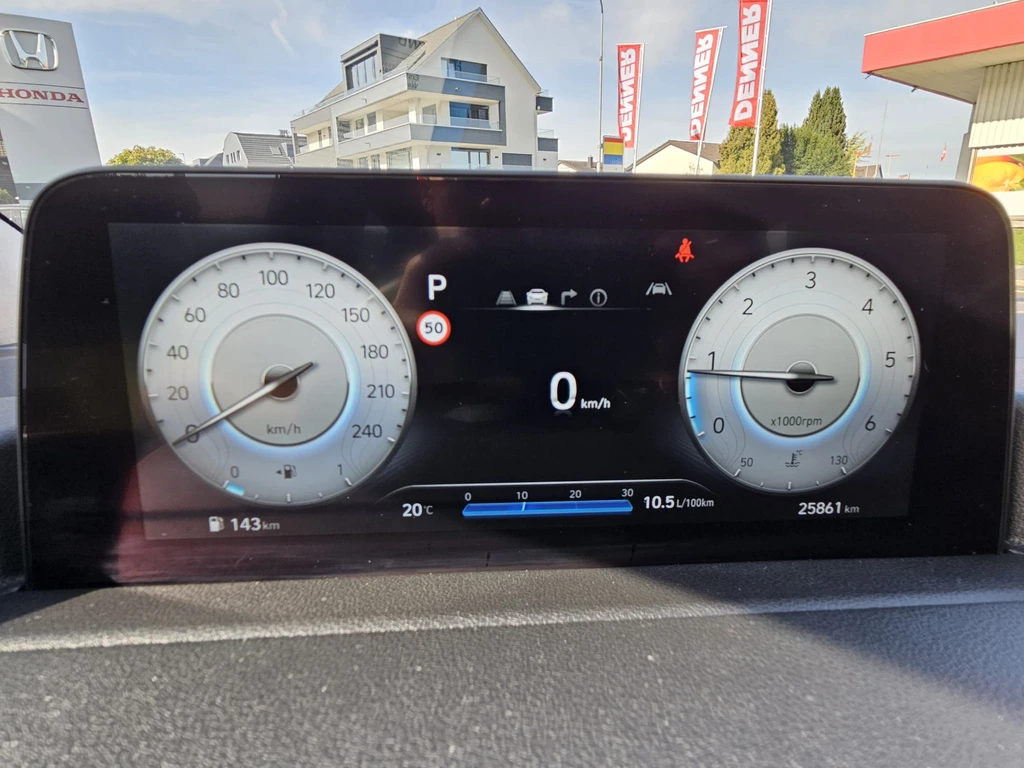 HONDA
DENNER
DENNER
DENNER
0 20 40 60 80 100 120 150 180 210 240
km/h
0 1
P
50
0 km/h
0 1 2 3 4 5 6
x1000rpm
50 °C 130
143 km
20°C
0 10 20 30
10.5 L/100km
25861 km